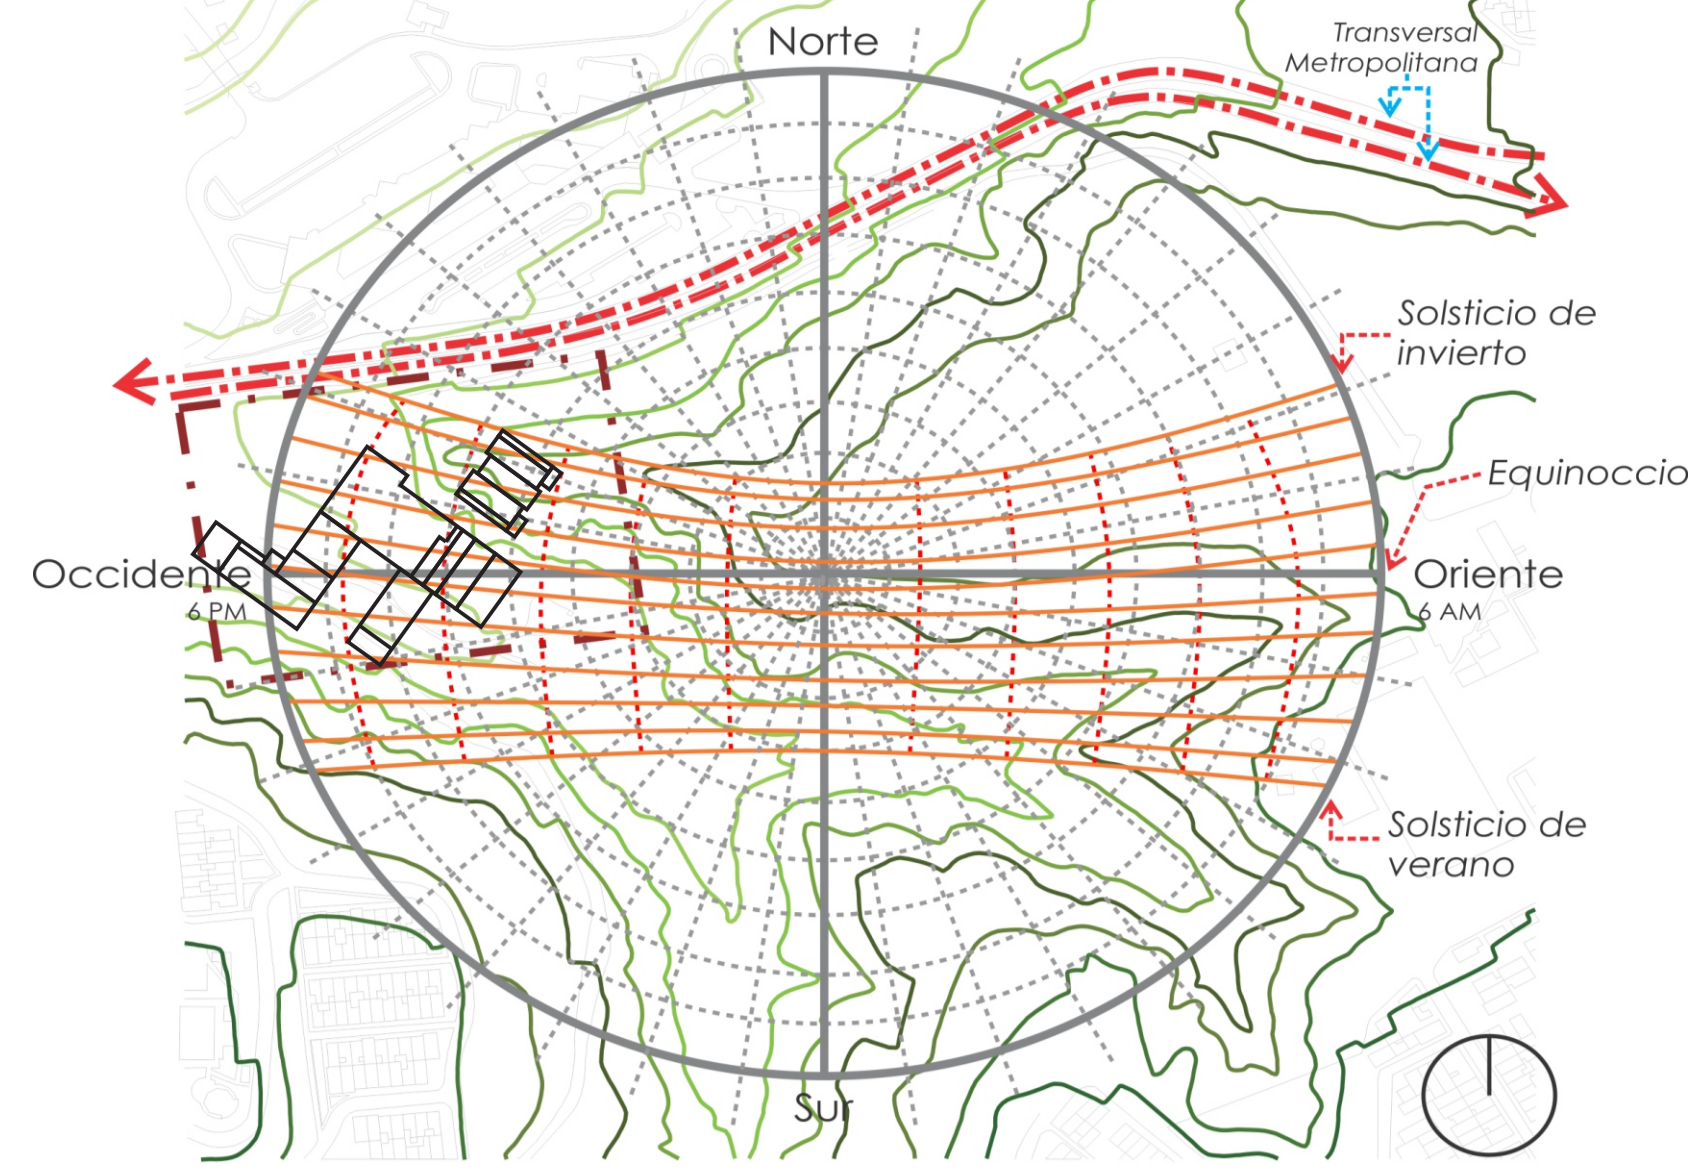 Norte
Transversal
Metropolitana
Solsticio de
invierto
Equinoccio
Occidente
6 PM
Oriente
6 AM
Solsticio de
verano
Sur